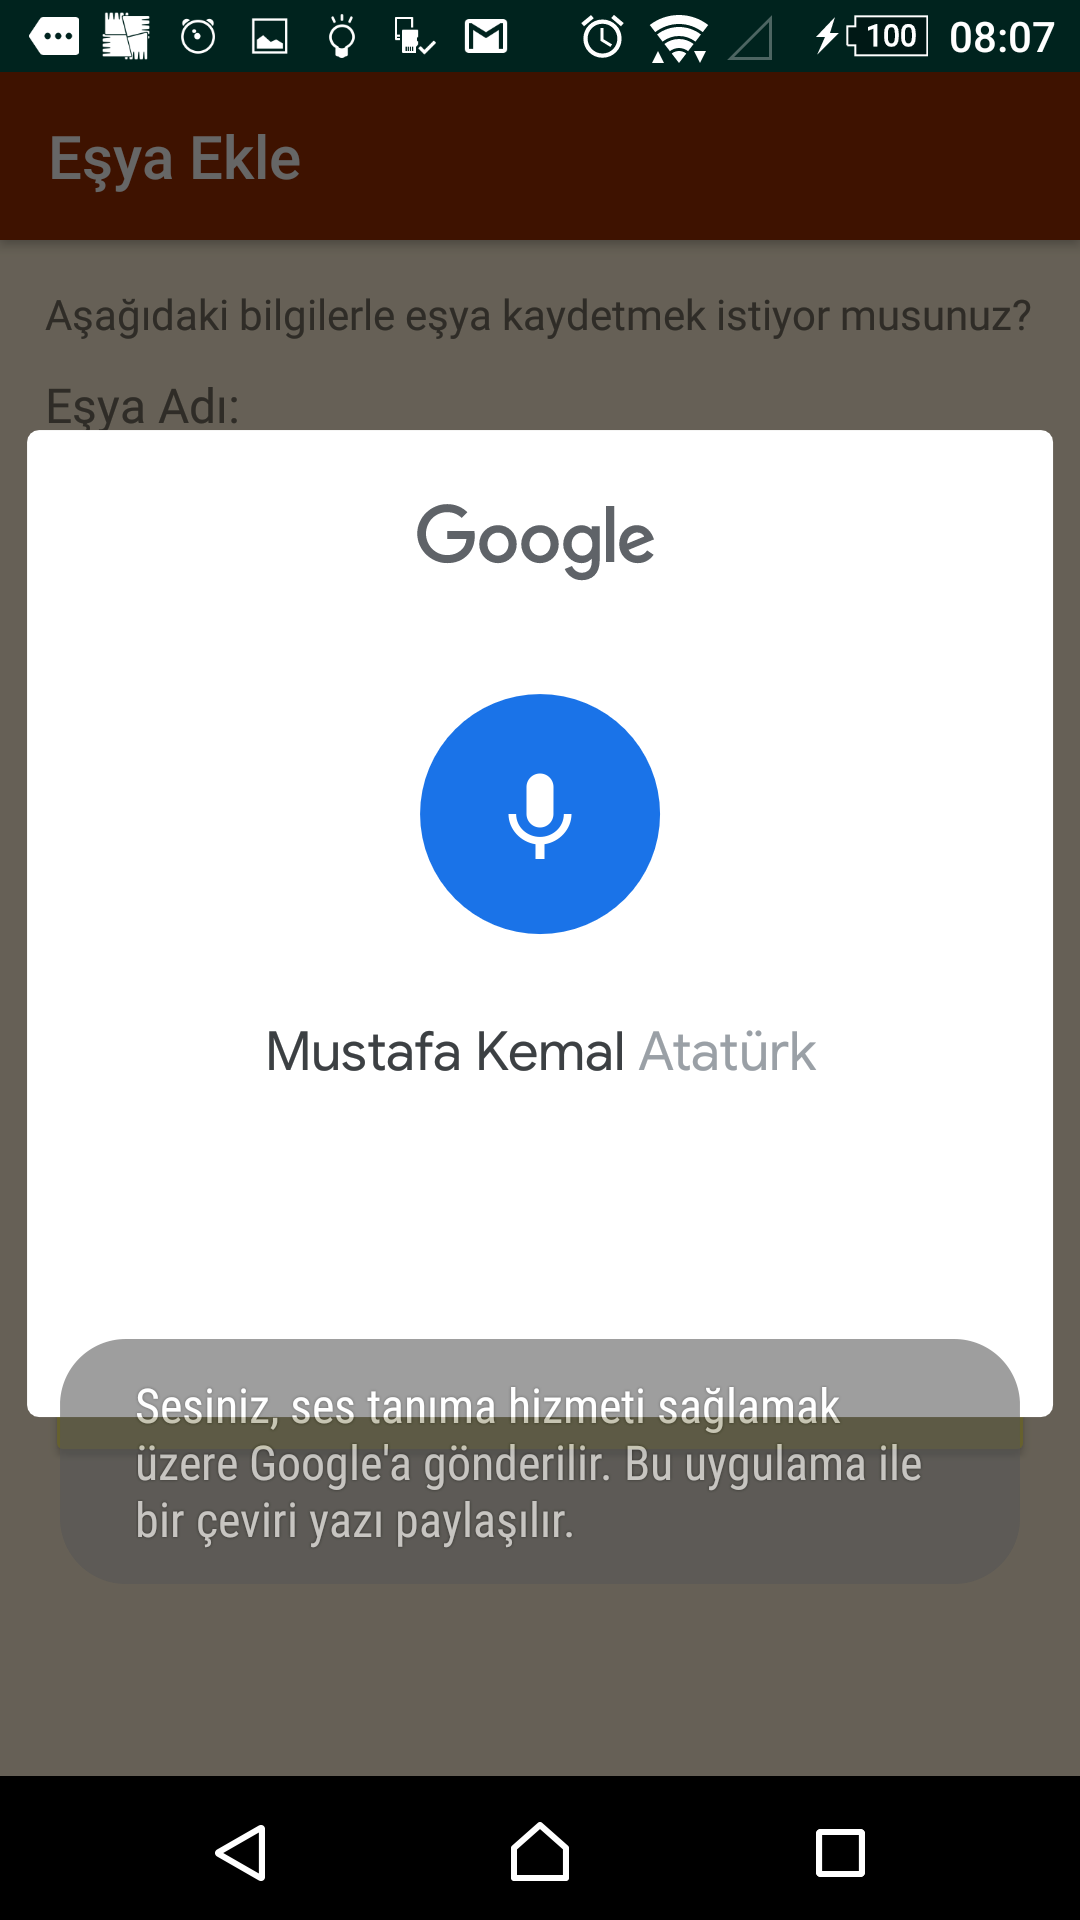 100 08:07
Eşya Ekle
Aşağıdaki bilgilerle eşya kaydetmek istiyor musunuz?
Eşya Adı:
Google
Mustafa Kemal Atatürk
Sesiniz, ses tanıma hizmeti sağlamak
üzere Google'a gönderilir. Bu uygulama ile
bir çeviri yazı paylaşılır.